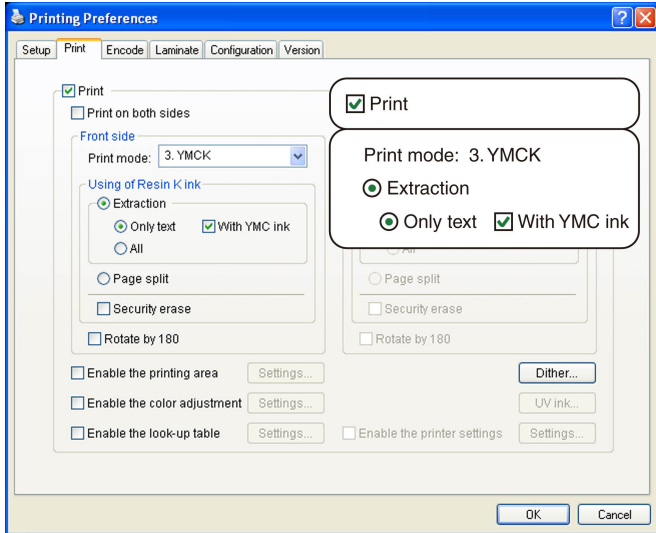 Printing Preferences
Setup Print Encode Laminate Configuration Version
Print
Print on both sides
Front side
Print mode: 3. YMCK
Using of Resin K ink
Extraction
Only text With YMC ink
All
Page split
Security erase
Rotate by 180
Print
Print mode: 3. YMCK
Extraction
Only text With YMC ink
Page split
Security erase
Rotate by 180
Enable the printing area Settings... Dither...
Enable the color adjustment Settings... UV ink...
Enable the look-up table Settings... Enable the printer settings Settings...
OK Cancel